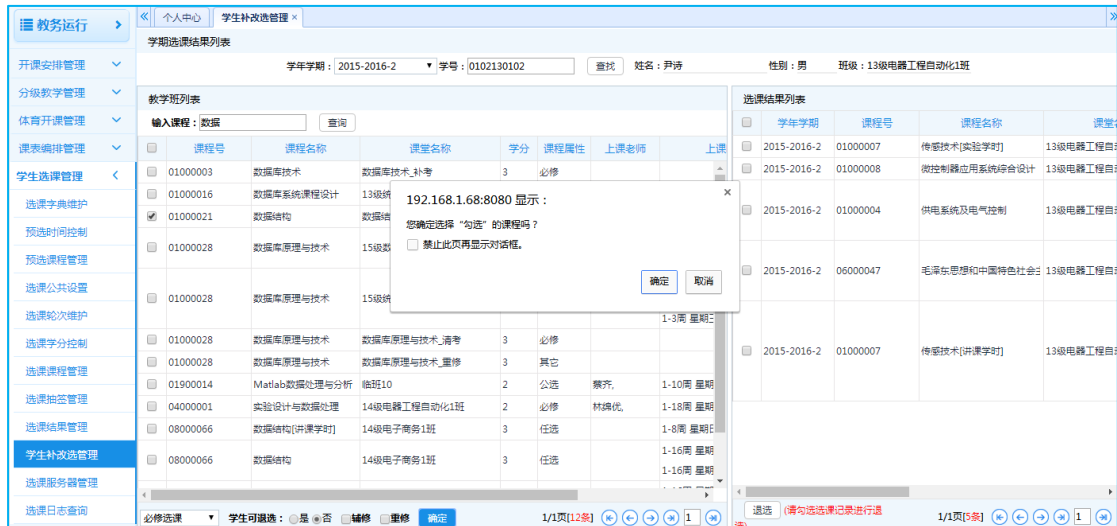 教务运行
开课安排管理
分级教学管理
体育开课管理
课表编排管理
学生选课管理
选课字典维护
预选时间控制
预选课程管理
选课公共设置
选课轮次维护
选课学分控制
选课课程管理
选课抽签管理
选课结果管理
学生补改选管理
选课服务器管理
选课日志查询
个人中心 学生补改选管理 ×
学期选课结果列表
学年学期： 2015-2016-2 学号：0102130102 查找 姓名：尹诗 性别：男 班级：13级电器工程自动化1班
教学班列表
输入课程：数据 查询
课程号 课程名称 课堂名称 学分 课程属性 上课老师 上课
01000003 数据库技术 数据库技术_补考 3 必修
01000016 数据库系统课程设计 13级统
01000021 数据结构 数据结
01000028 数据库原理与技术 15级数
01000028 数据库原理与技术 15级统
1-3周 星期三
01000028 数据库原理与技术 数据库原理与技术_清考 3 必修
01000028 数据库原理与技术 数据库原理与技术_重修 3 其它
01900014 Matlab数据处理与分析 临班10 2 公选 蔡齐, 1-10周 星期
04000001 实验设计与数据处理 14级电器工程自动化1班 2 必修 林绵优, 1-18周 星期
08000066 数据结构[讲课学时] 14级电子商务1班 3 任选 1-8周 星期日
08000066 数据结构 14级电子商务1班 3 任选 1-16周 星期
1-16周 星期
必修选课 学生可退选： 是 否 辅修 重修 确定 1/1页[12条] 1
192.168.1.68:8080 显示：
您确定选择“勾选”的课程吗？
禁止此页再显示对话框。
确定 取消
选课结果列表
学年学期 课程号 课程名称 课堂
2015-2016-2 01000007 传感技术[实验学时] 13级电器工程自
2015-2016-2 01000008 微控制器应用系统综合设计 13级电器工程自
2015-2016-2 01000004 供电系统及电气控制 13级电器工程自
2015-2016-2 06000047 毛泽东思想和中国特色社会主 13级电器工程自
2015-2016-2 01000007 传感技术[讲课学时] 13级电器工程自
退选 (请勾选选课记录进行退
选) 1/1页[5条] 1